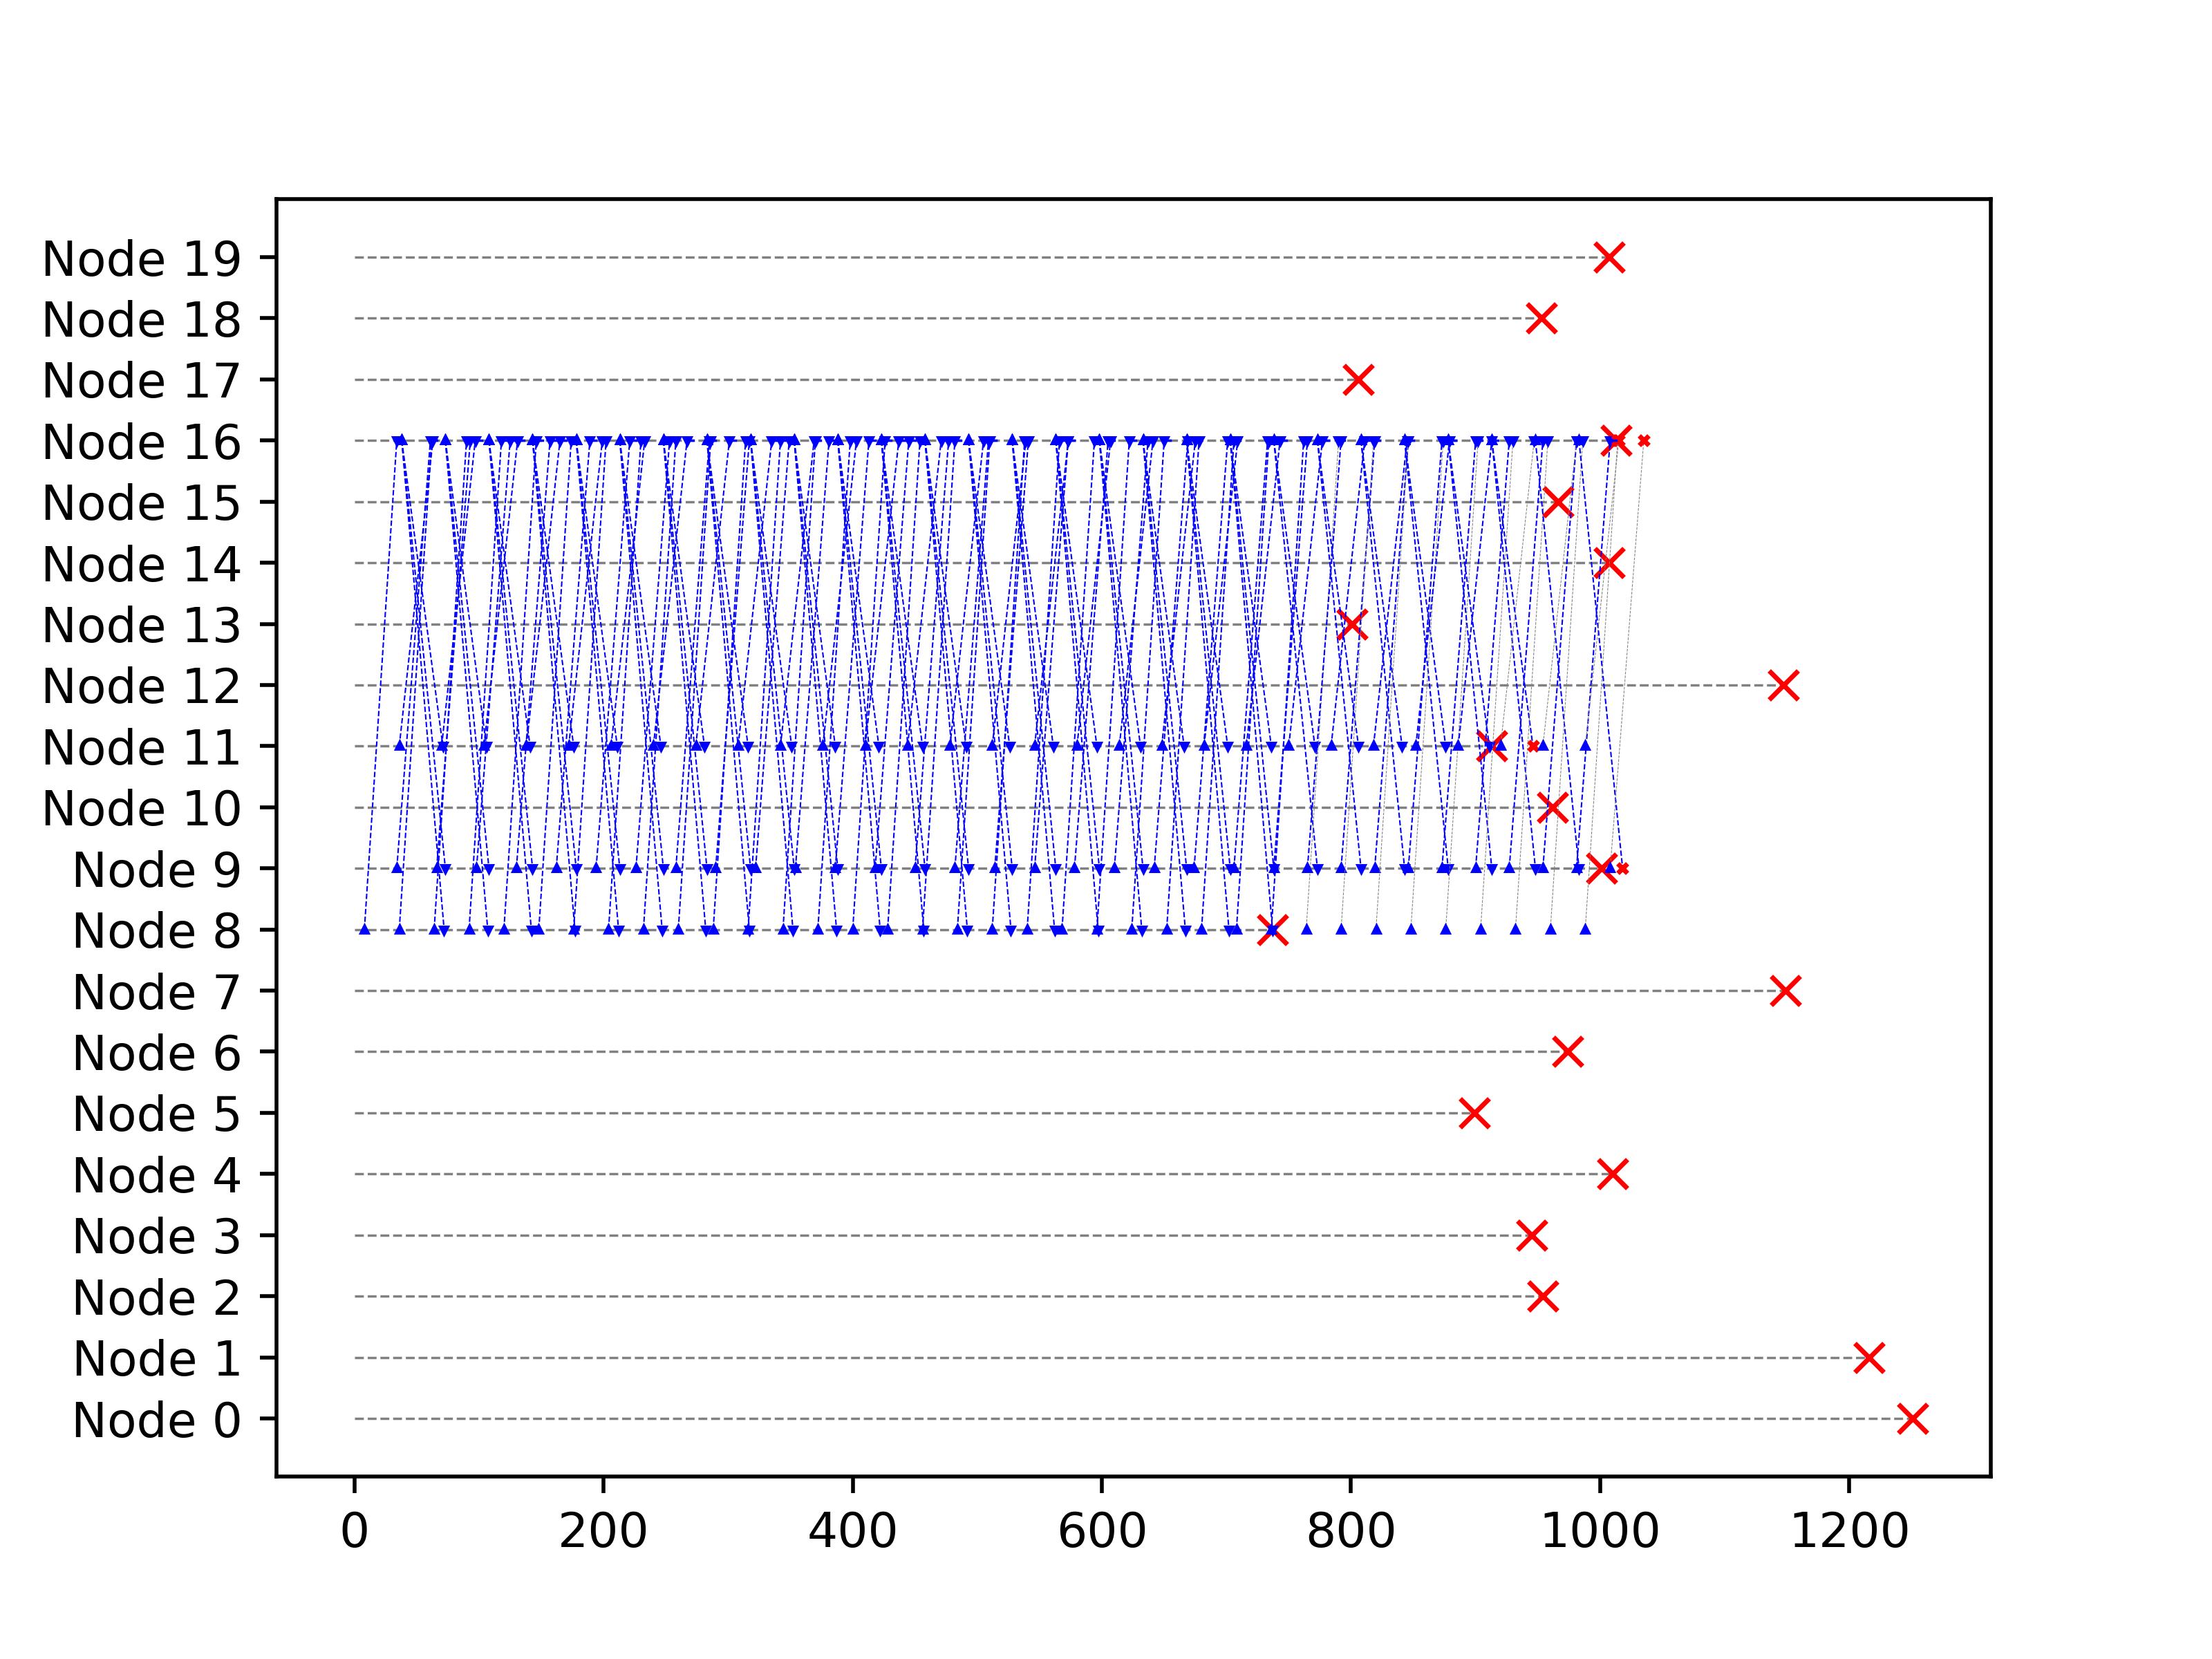 Node 19
Node 18
Node 17
Node 16
Node 15
Node 14
Node 13
Node 12
Node 11
Node 10
Node 9
Node 8
Node 7
Node 6
Node 5
Node 4
Node 3
Node 2
Node 1
Node 0
0 200 400 600 800 1000 1200